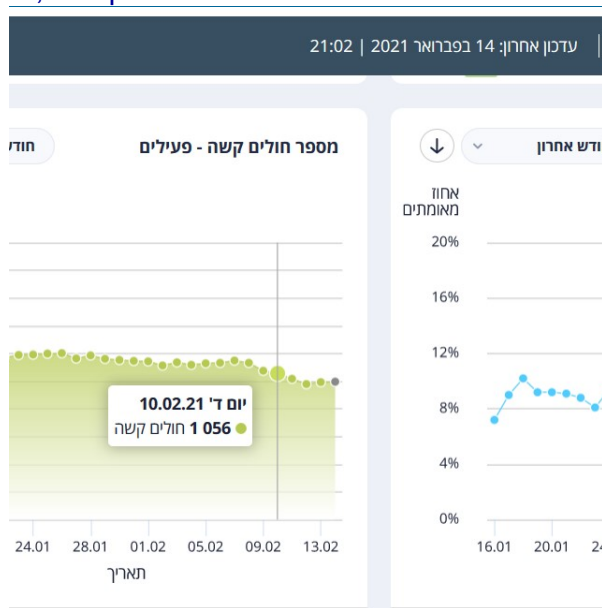 עדכון אחרון: 14 בפברואר 2021 | 21:02
מספר חולים קשה - פעילים
יום ד' 10.02.21
1 056 חולים קשה
24.01 28.01 01.02 05.02 09.02 13.02
תאריך
אחרון
אחוז
מאומתים
20%
16%
12%
8%
4%
0%
16.01 20.01